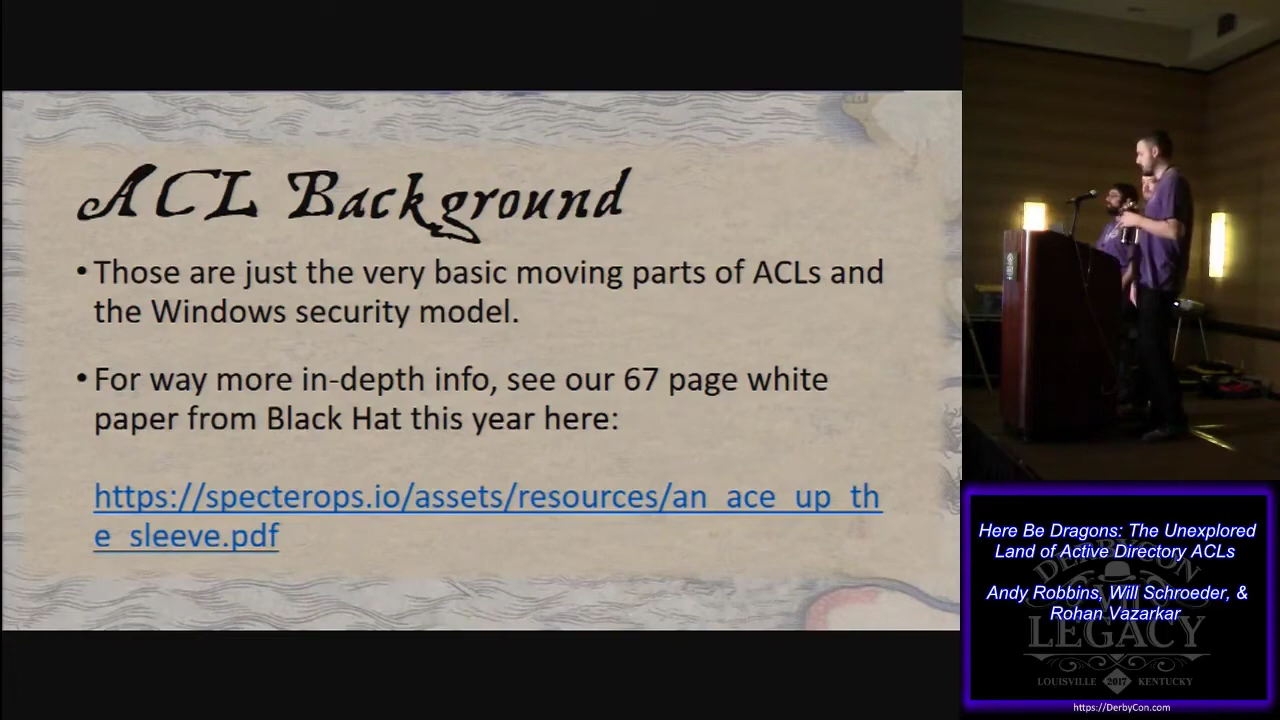 ACL Background
• Those are just the very basic moving parts of ACLs and
the Windows security model.
• For way more in-depth info, see our 67 page white
paper from Black Hat this year here:
https://specterops.io/assets/resources/an_ace_up_th
e_sleeve.pdf
Here Be Dragons: The Unexplored
Land of Active Directory ACLs
Andy Robbins, Will Schroeder, &
Rohan Vazarkar
DERBYCON
LEGACY
LOUISVILLE 2017 KENTUCKY
https://DerbyCon.com